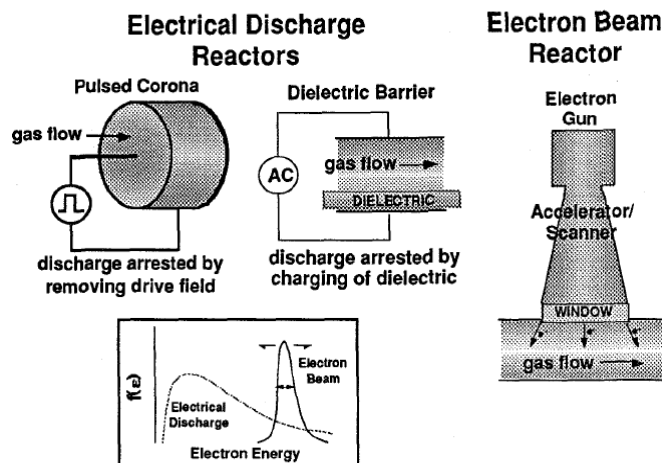 Electrical Discharge
Reactors
Pulsed Corona
gas flow
discharge arrested by
removing drive field
Dielectric Barrier
AC
gas flow
DIELECTRIC
discharge arrested by
charging of dielectric
Electron Beam
Reactor
Electron
Gun
Accelerator/
Scanner
WINDOW
e
e
e
gas flow
f(ε)
Electrical
Discharge
Electron
Beam
Electron Energy